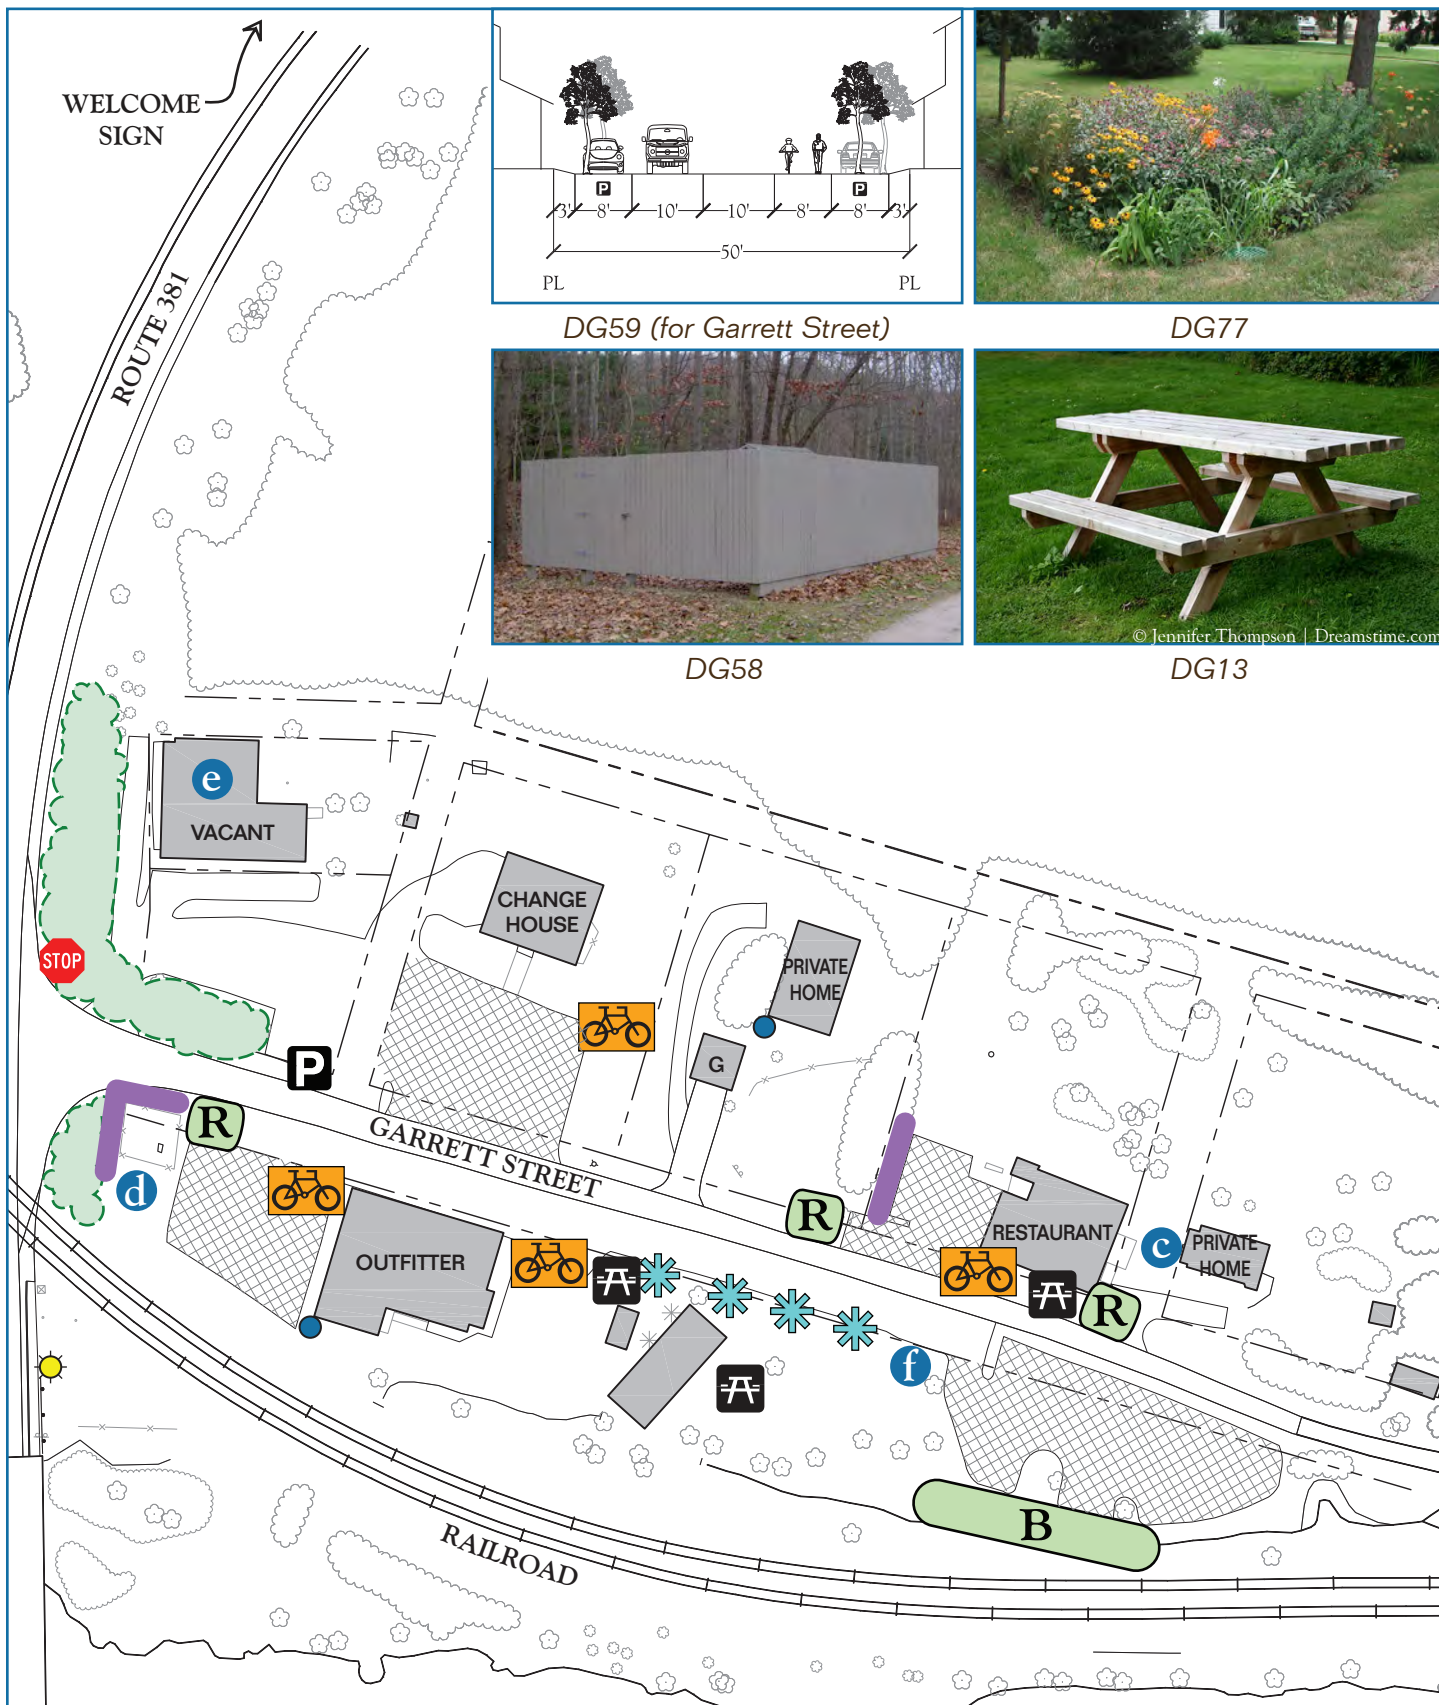 WELCOME
SIGN
ROUTE 381
P
P
3' 8' 10' 10' 8' 8' 3'
50'
PL
PL
DG59 (for Garrett Street)
DG77
© Jennifer Thompson | Dreamstime.com
DG58
DG13
e
VACANT
CHANGE
HOUSE
PRIVATE
HOME
STOP
G
P
R
GARRETT STREET
d
R
RESTAURANT
c
PRIVATE
HOME
OUTFITTER
R
f
B
RAILROAD